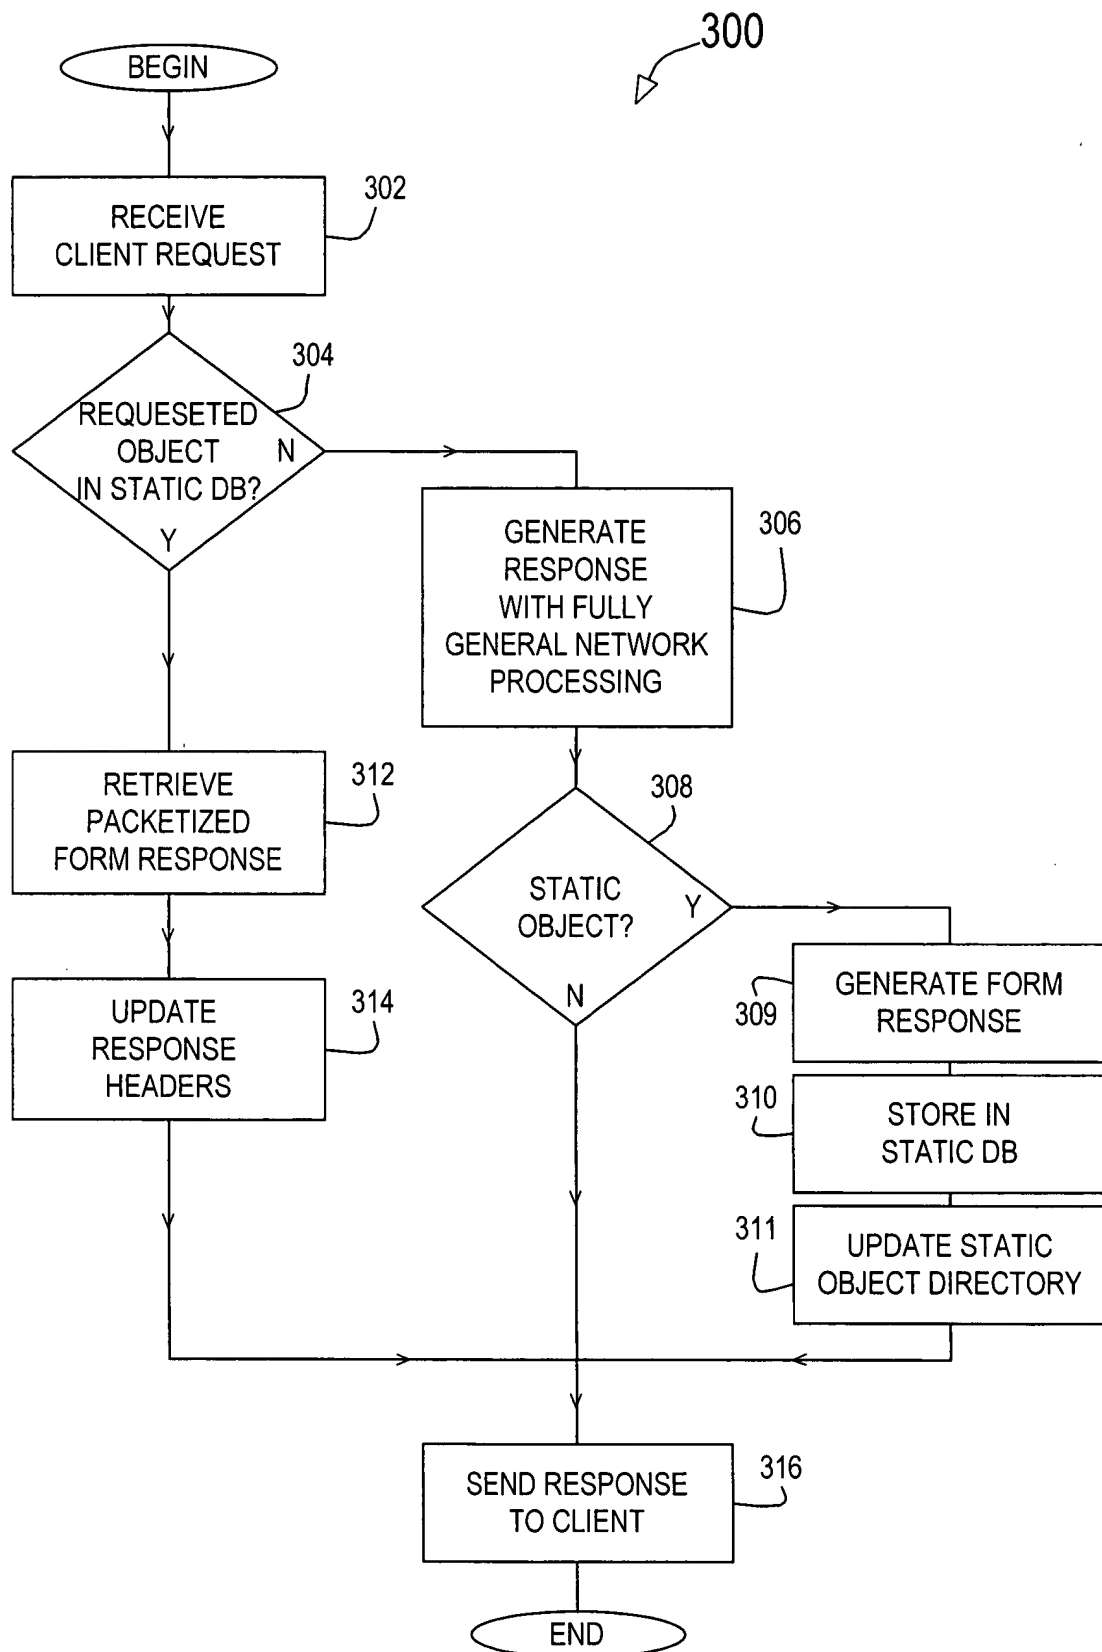 300
BEGIN
RECEIVE
CLIENT REQUEST
302
REQUESETED
OBJECT
IN STATIC DB?
304
N
Y
GENERATE
RESPONSE
WITH FULLY
GENERAL NETWORK
PROCESSING
306
RETRIEVE
PACKETIZED
FORM RESPONSE
312
STATIC
OBJECT?
308
Y
N
UPDATE
RESPONSE
HEADERS
314
GENERATE FORM
RESPONSE
309
STORE IN
STATIC DB
310
UPDATE STATIC
OBJECT DIRECTORY
311
SEND RESPONSE
TO CLIENT
316
END